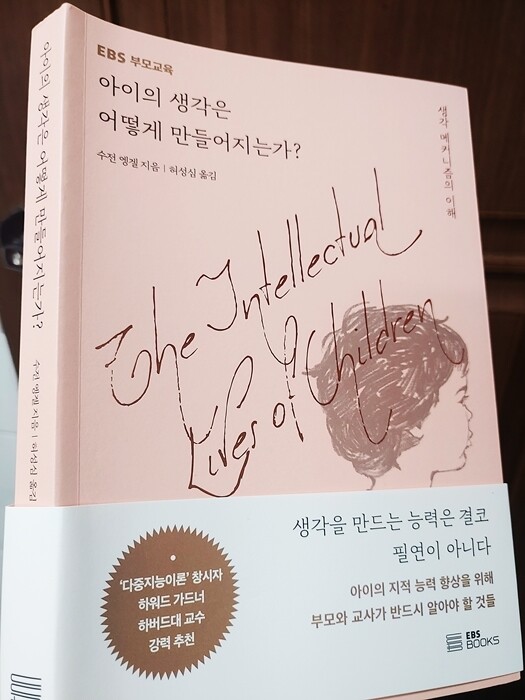 EBS 부모교육
아이의 생각은
어떻게 만들어지는가?
수전 엥겔 지음 | 허성심 옮김
생각 메커니즘의 이해
The Intellectual
Lives of Children
생각을 만드는 능력은 결코
필연이 아니다
아이의 지적 능력 향상을 위해
부모와 교사가 반드시 알아야 할 것들
'다중지능이론' 창시자
하워드 가드너
하버드대 교수
강력 추천
EBS
BOOKS
아이의 생각은 어떻게 만들어지는가?
수전 엥겔 지음 | 허성심 옮김